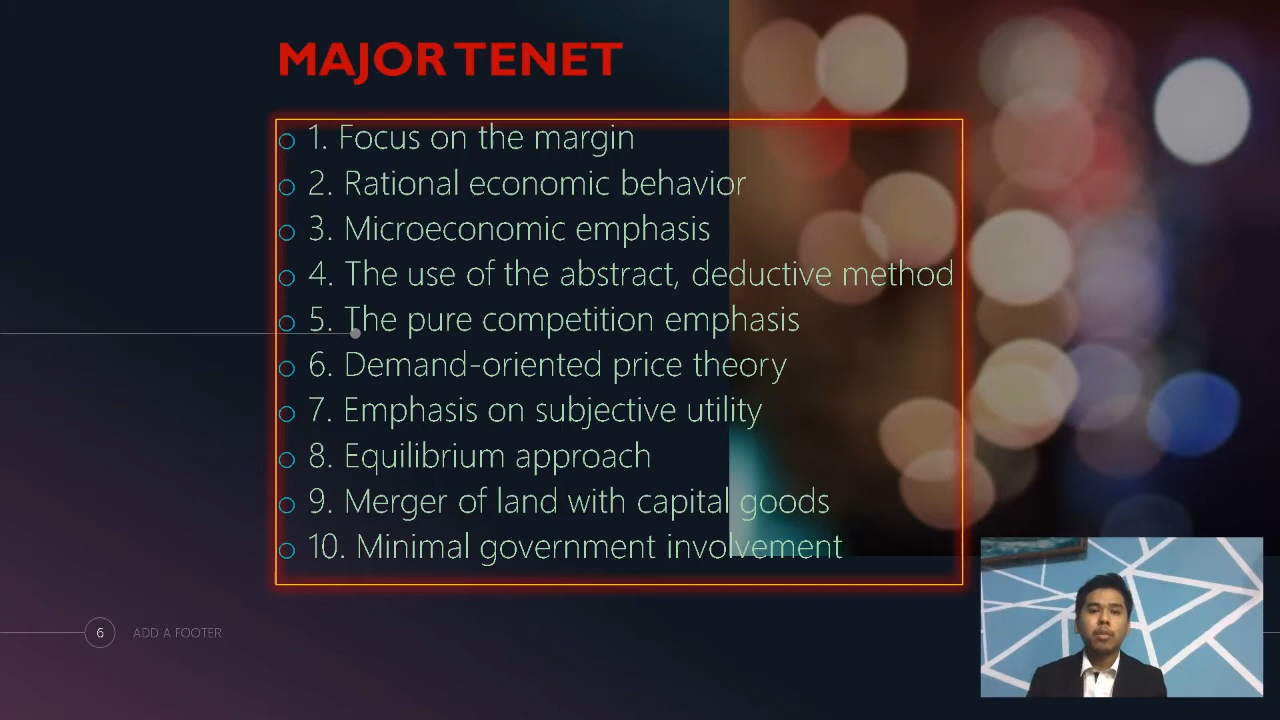 MAJOR TENET
1. Focus on the margin
2. Rational economic behavior
3. Microeconomic emphasis
4. The use of the abstract, deductive method
5. The pure competition emphasis
6. Demand-oriented price theory
7. Emphasis on subjective utility
8. Equilibrium approach
9. Merger of land with capital goods
10. Minimal government involvement
6 ADD A FOOTER